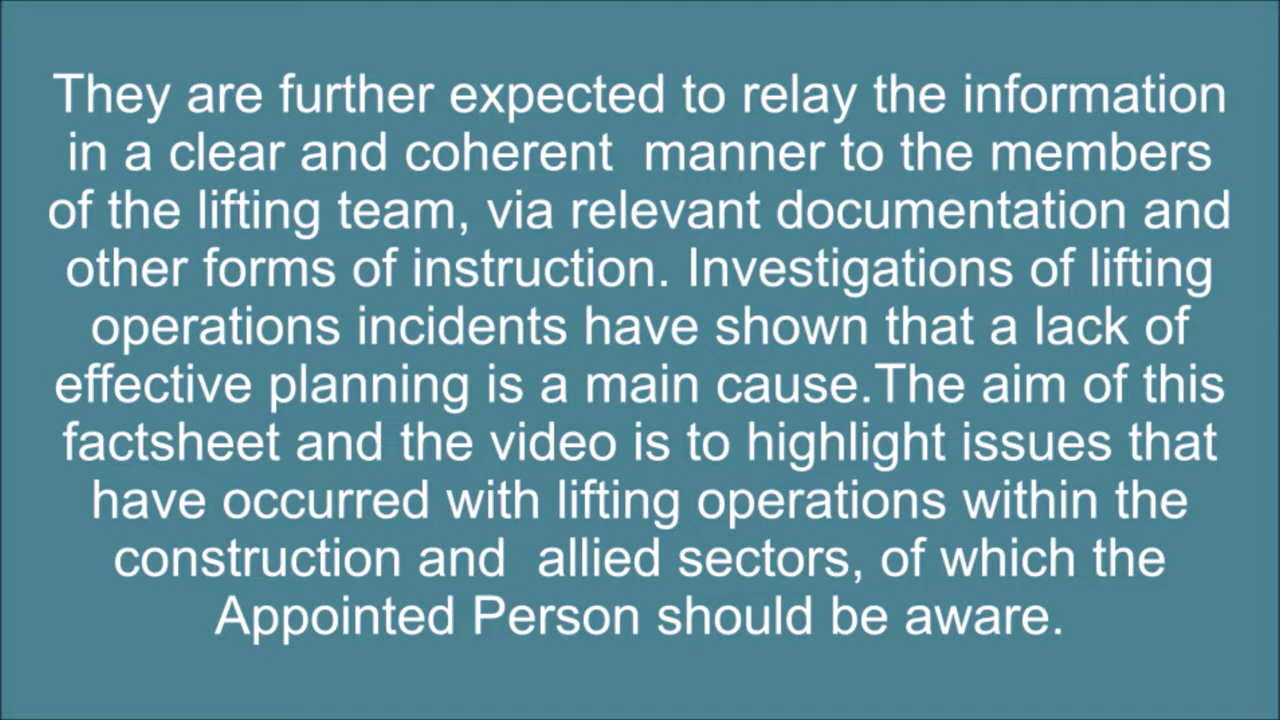 They are further expected to relay the information
in a clear and coherent  manner to the members
of the lifting team, via relevant documentation and
other forms of instruction. Investigations of lifting
operations incidents have shown that a lack of
effective planning is a main cause.The aim of this
factsheet and the video is to highlight issues that
have occurred with lifting operations within the
construction and  allied sectors, of which the
Appointed Person should be aware.